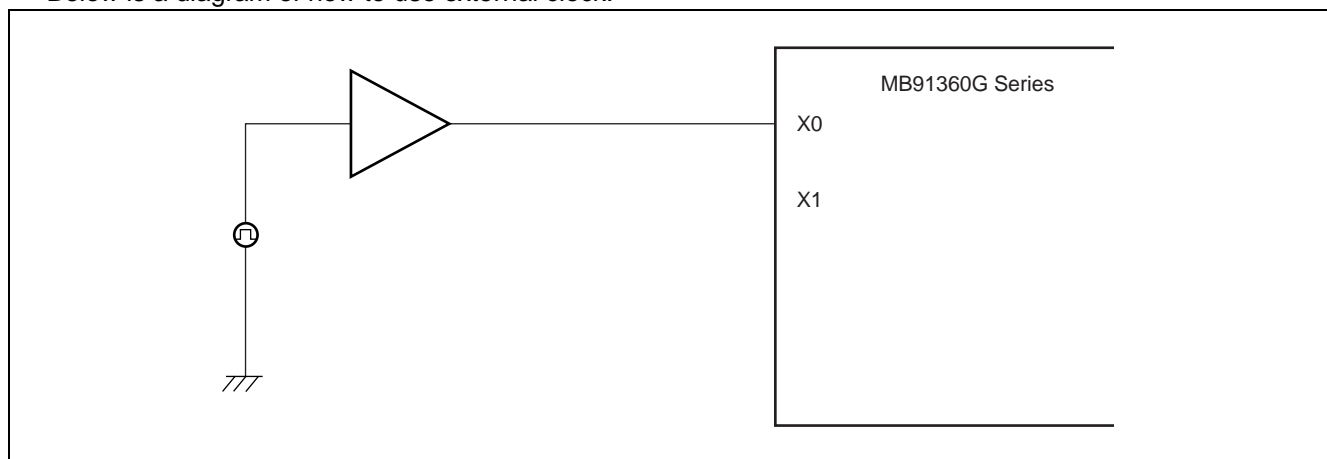 Below is a diagram of how to use external clock.
MB91360G Series
X0
X1